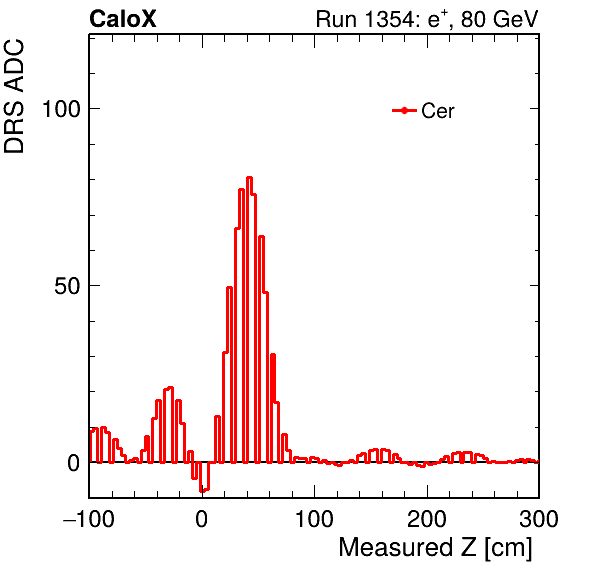 CaloX Run 1354: e⁺, 80 GeV
DRS ADC
Cer
100
50
0
−100 0 100 200 300
Measured Z [cm]